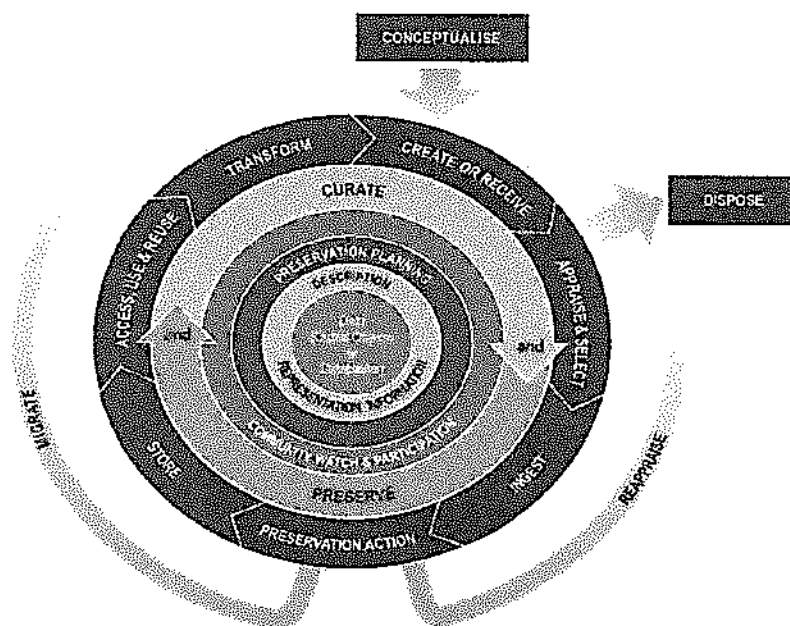 CONCEPTUALISE
DISPOSE
TRANSFORM
CREATE OR RECEIVE
APPRAISE & SELECT
INGEST
PRESERVATION ACTION
STORE
ACCESS, USE & REUSE
CURATE
and
PRESERVE
and
COMMUNITY WATCH & PARTICIPATION
PRESERVATION PLANNING
DESCRIPTION
REPRESENTATION INFORMATION
MIGRATE
REAPPRAISE